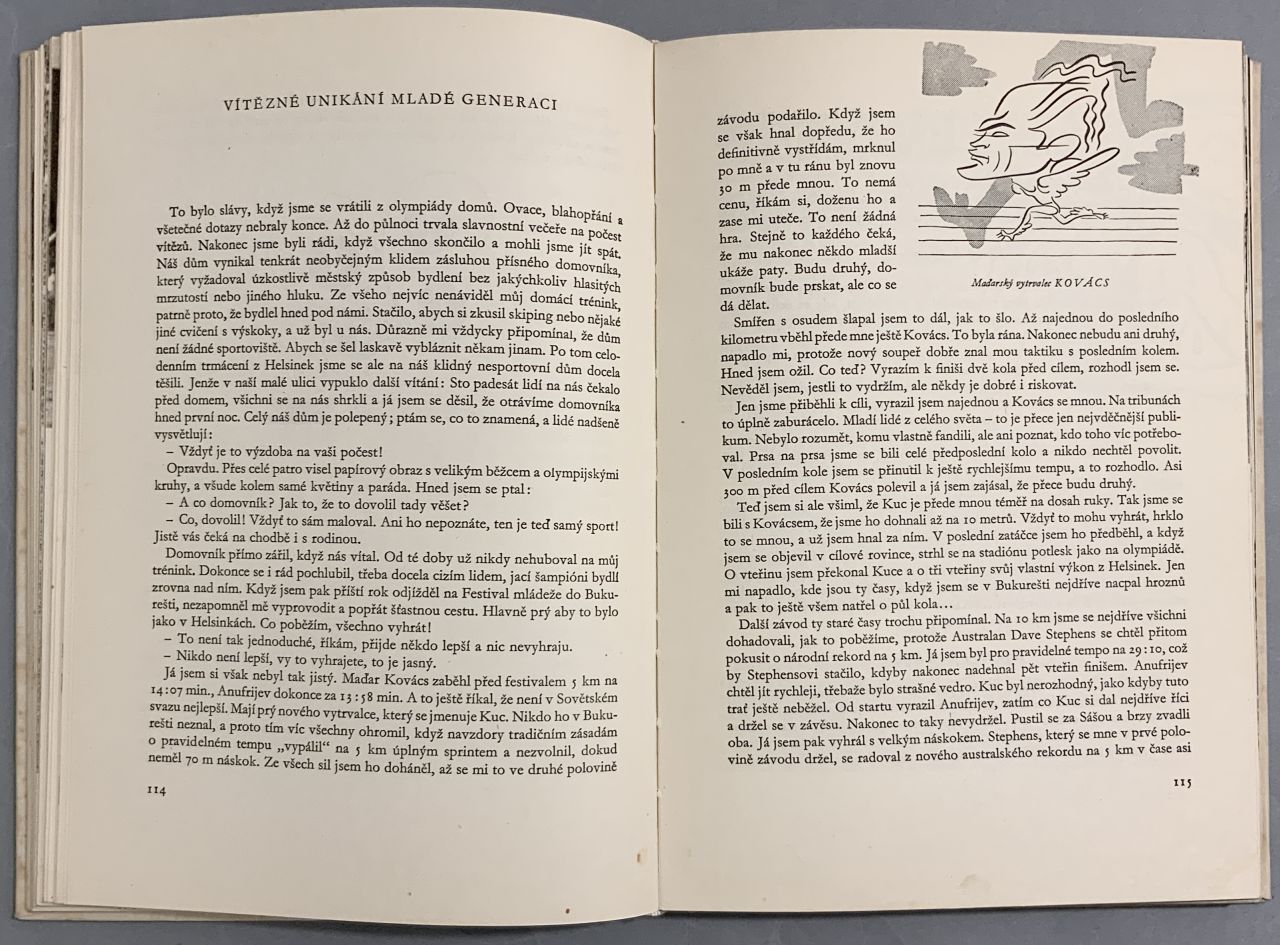 VÍTĚZNÉ UNIKÁNÍ MLADÉ GENERACI
To bylo slávy, když jsme se vrátili z olympiády domů. Ovace, blahopřání a
všetečné dotazy nebraly konce. Až do půlnoci trvala slavnostní večeře na počest
vítězů. Nakonec jsme byli rádi, když všechno skončilo a mohli jsme jít spát.
Náš dům vynikal tenkrát neobyčejným klidem zásluhou přísného domovníka,
který vyžadoval úzkostlivě městský způsob bydlení bez jakýchkoliv hlasitých
mrzutostí nebo jiného hluku. Ze všeho nejvíc nenáviděl můj domácí trénink,
patrně proto, že bydlel hned pod námi. Stačilo, abych si zkusil skiping nebo nějaké
jiné cvičení s výskoky, a už byl u nás. Důrazně mi vždycky připomínal, že dům
není žádné sportoviště. Abych se šel laskavě vybláznit někam jinam. Po tom celo-
denním trmácení z Helsinek jsme se ale na náš klidný nesportovní dům docela
těšili. Jenže v naší malé ulici vypuklo další vítání: Sto padesát lidí na nás čekalo
před domem, všichni se na nás shrkli a já jsem se děsil, že otrávíme domovníka
hned první noc. Celý náš dům je polepený; ptám se, co to znamená, a lidé nadšeně
vysvětlují:
– Vždyť je to výzdoba na vaši počest!
Opravdu. Přes celé patro visel papírový obraz s velikým běžcem a olympijskými
kruhy, a všude kolem samé květiny a paráda. Hned jsem se ptal:
– A co domovník? Jak to, že to dovolil tady věšet?
– Co, dovolil! Vždyť to sám maloval. Ani ho nepoznáte, ten je teď samý sport!
Jistě vás čeká na chodbě i s rodinou.
Domovník přímo zářil, když nás vítal. Od té doby už nikdy nehuboval na můj
trénink. Dokonce se i rád pochlubil, třeba docela cizím lidem, jací šampióni bydlí
zrovna nad ním. Když jsem pak příští rok odjížděl na Festival mládeže do Buku-
rešti, nezapomněl mě vyprovodit a popřát šťastnou cestu. Hlavně prý aby to bylo
jako v Helsinkách. Co poběžím, všechno vyhrát!
– To není tak jednoduché, říkám, přijde někdo lepší a nic nevyhraju.
– Nikdo není lepší, vy to vyhrajete, to je jasný.
Já jsem si však nebyl tak jistý. Maďar Kovács zaběhl před festivalem 5 km na
14:07 min., Anufrijev dokonce za 13:58 min. A to ještě říkal, že není v Sovětském
svazu nejlepší. Mají prý nového vytrvalce, který se jmenuje Kuc. Nikdo ho v Buku-
rešti neznal, a proto tím víc všechny ohromil, když navzdory tradičním zásadám
o pravidelném tempu „vypálil“ na 5 km úplným sprintem a nezvolnil, dokud
neměl 70 m náskok. Ze všech sil jsem ho doháněl, až se mi to ve druhé polovině
114
závodu podařilo. Když jsem
se však hnal dopředu, že ho
definitivně vystřídám, mrknul
po mně a v tu ránu byl znovu
30 m přede mnou. To nemá
cenu, říkám si, doženu ho a
zase mi uteče. To není žádná
hra. Stejně to každého čeká,
že mu nakonec někdo mladší
ukáže paty. Budu druhý, do-
movník bude prskat, ale co se
dá dělat.
Maďarský vytrvalec KOVÁCS
Smířen s osudem šlapal jsem to dál, jak to šlo. Až najednou do posledního
kilometru vběhl přede mne ještě Kovács. To byla rána. Nakonec nebudu ani druhý,
napadlo mi, protože nový soupeř dobře znal mou taktiku s posledním kolem.
Hned jsem ožil. Co teď? Vyrazím k finiši dvě kola před cílem, rozhodl jsem se.
Nevěděl jsem, jestli to vydržím, ale někdy je dobré i riskovat.
Jen jsme přiběhli k cíli, vyrazil jsem najednou a Kovács se mnou. Na tribunách
to úplně zaburácelo. Mladí lidé z celého světa – to je přece jen nejvděčnější publi-
kum. Nebylo rozumět, komu vlastně fandili, ale ani poznat, kdo toho víc potřebo-
val. Prsa na prsa jsme se bili celé předposlední kolo a nikdo nechtěl povolit.
V posledním kole jsem se přinutil k ještě rychlejšímu tempu, a to rozhodlo. Asi
300 m před cílem Kovács polevil a já jsem zajásal, že přece budu druhý.
Teď jsem si ale všiml, že Kuc je přede mnou téměř na dosah ruky. Tak jsme se
bili s Kovácsem, že jsme ho dohnali až na 10 metrů. Vždyť to mohu vyhrát, hrklo
to se mnou, a už jsem hnal za ním. V poslední zatáčce jsem ho předběhl, a když
jsem se objevil v cílové rovince, strhl se na stadiónu potlesk jako na olympiádě.
O vteřinu jsem překonal Kuce a o tři vteřiny svůj vlastní výkon z Helsinek. Jen
mi napadlo, kde jsou ty časy, když jsem se v Bukurešti nejdříve nacpal hroznů
a pak to ještě všem natřel o půl kola…
Další závod ty staré časy trochu připomínal. Na 10 km jsme se nejdříve všichni
dohadovali, jak to poběžíme, protože Australan Dave Stephens se chtěl přitom
pokusit o národní rekord na 5 km. Já jsem byl pro pravidelné tempo na 29:10, což
by Stephensovi stačilo, kdyby nakonec nadehnal pět vteřin finišem. Anufrijev
chtěl jít rychleji, třebaže bylo strašné vedro. Kuc byl nerozhodný, jako kdyby tuto
trať ještě neběžel. Od startu vyrazil Anufrijev, zatím co Kuc si dal nejdříve říci
a držel se v závěsu. Nakonec to taky nevydržel. Pustil se za Sášou a brzy zvadli
oba. Já jsem pak vyhrál s velkým náskokem. Stephens, který se mne v prvé polo-
vině závodu držel, se radoval z nového australského rekordu na 5 km v čase asi
115